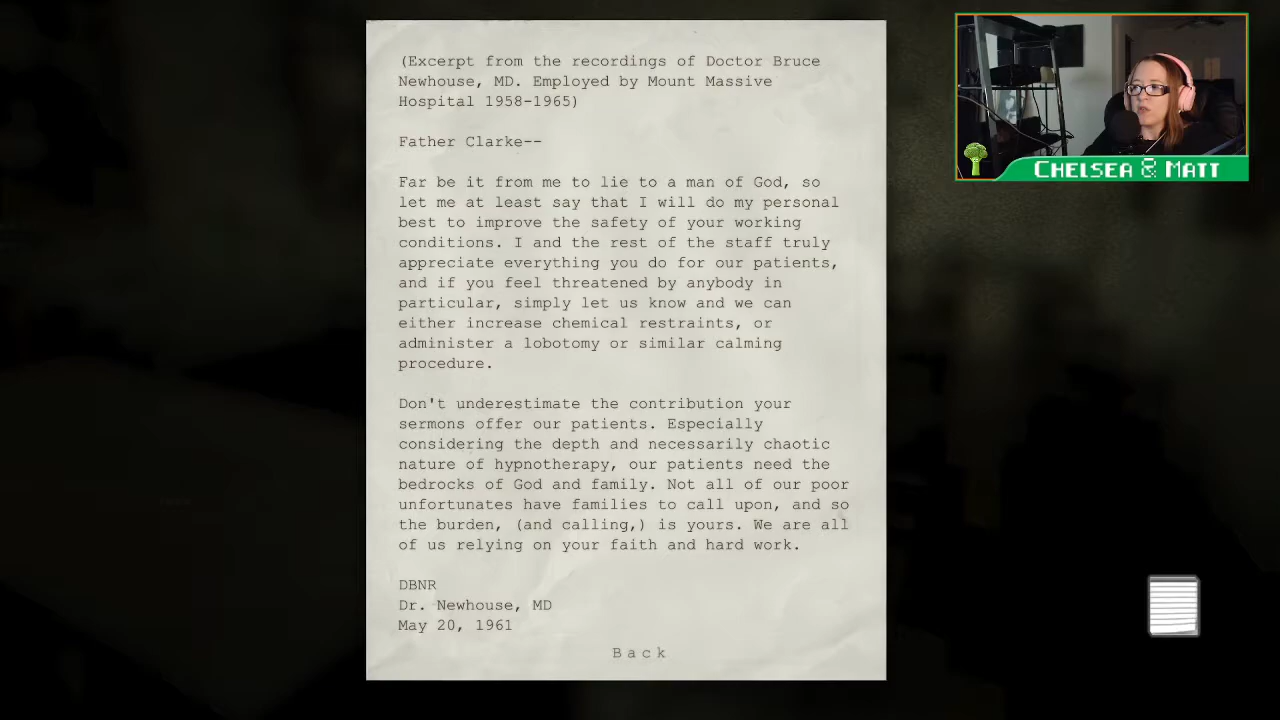 (Excerpt from the recordings of Doctor Bruce
Newhouse, MD. Employed by Mount Massive
Hospital 1958-1965)
Father Clarke--
Far be it from me to lie to a man of God, so
let me at least say that I will do my personal
best to improve the safety of your working
conditions. I and the rest of the staff truly
appreciate everything you do for our patients,
and if you feel threatened by anybody in
particular, simply let us know and we can
either increase chemical restraints, or
administer a lobotomy or similar calming
procedure.
Don't underestimate the contribution your
sermons offer our patients. Especially
considering the depth and necessarily chaotic
nature of hypnotherapy, our patients need the
bedrocks of God and family. Not all of our poor
unfortunates have families to call upon, and so
the burden, (and calling,) is yours. We are all
of us relying on your faith and hard work.
DBNR
Dr. Newhouse, MD
May 20, 1961
Back
CHELSEA & MATT